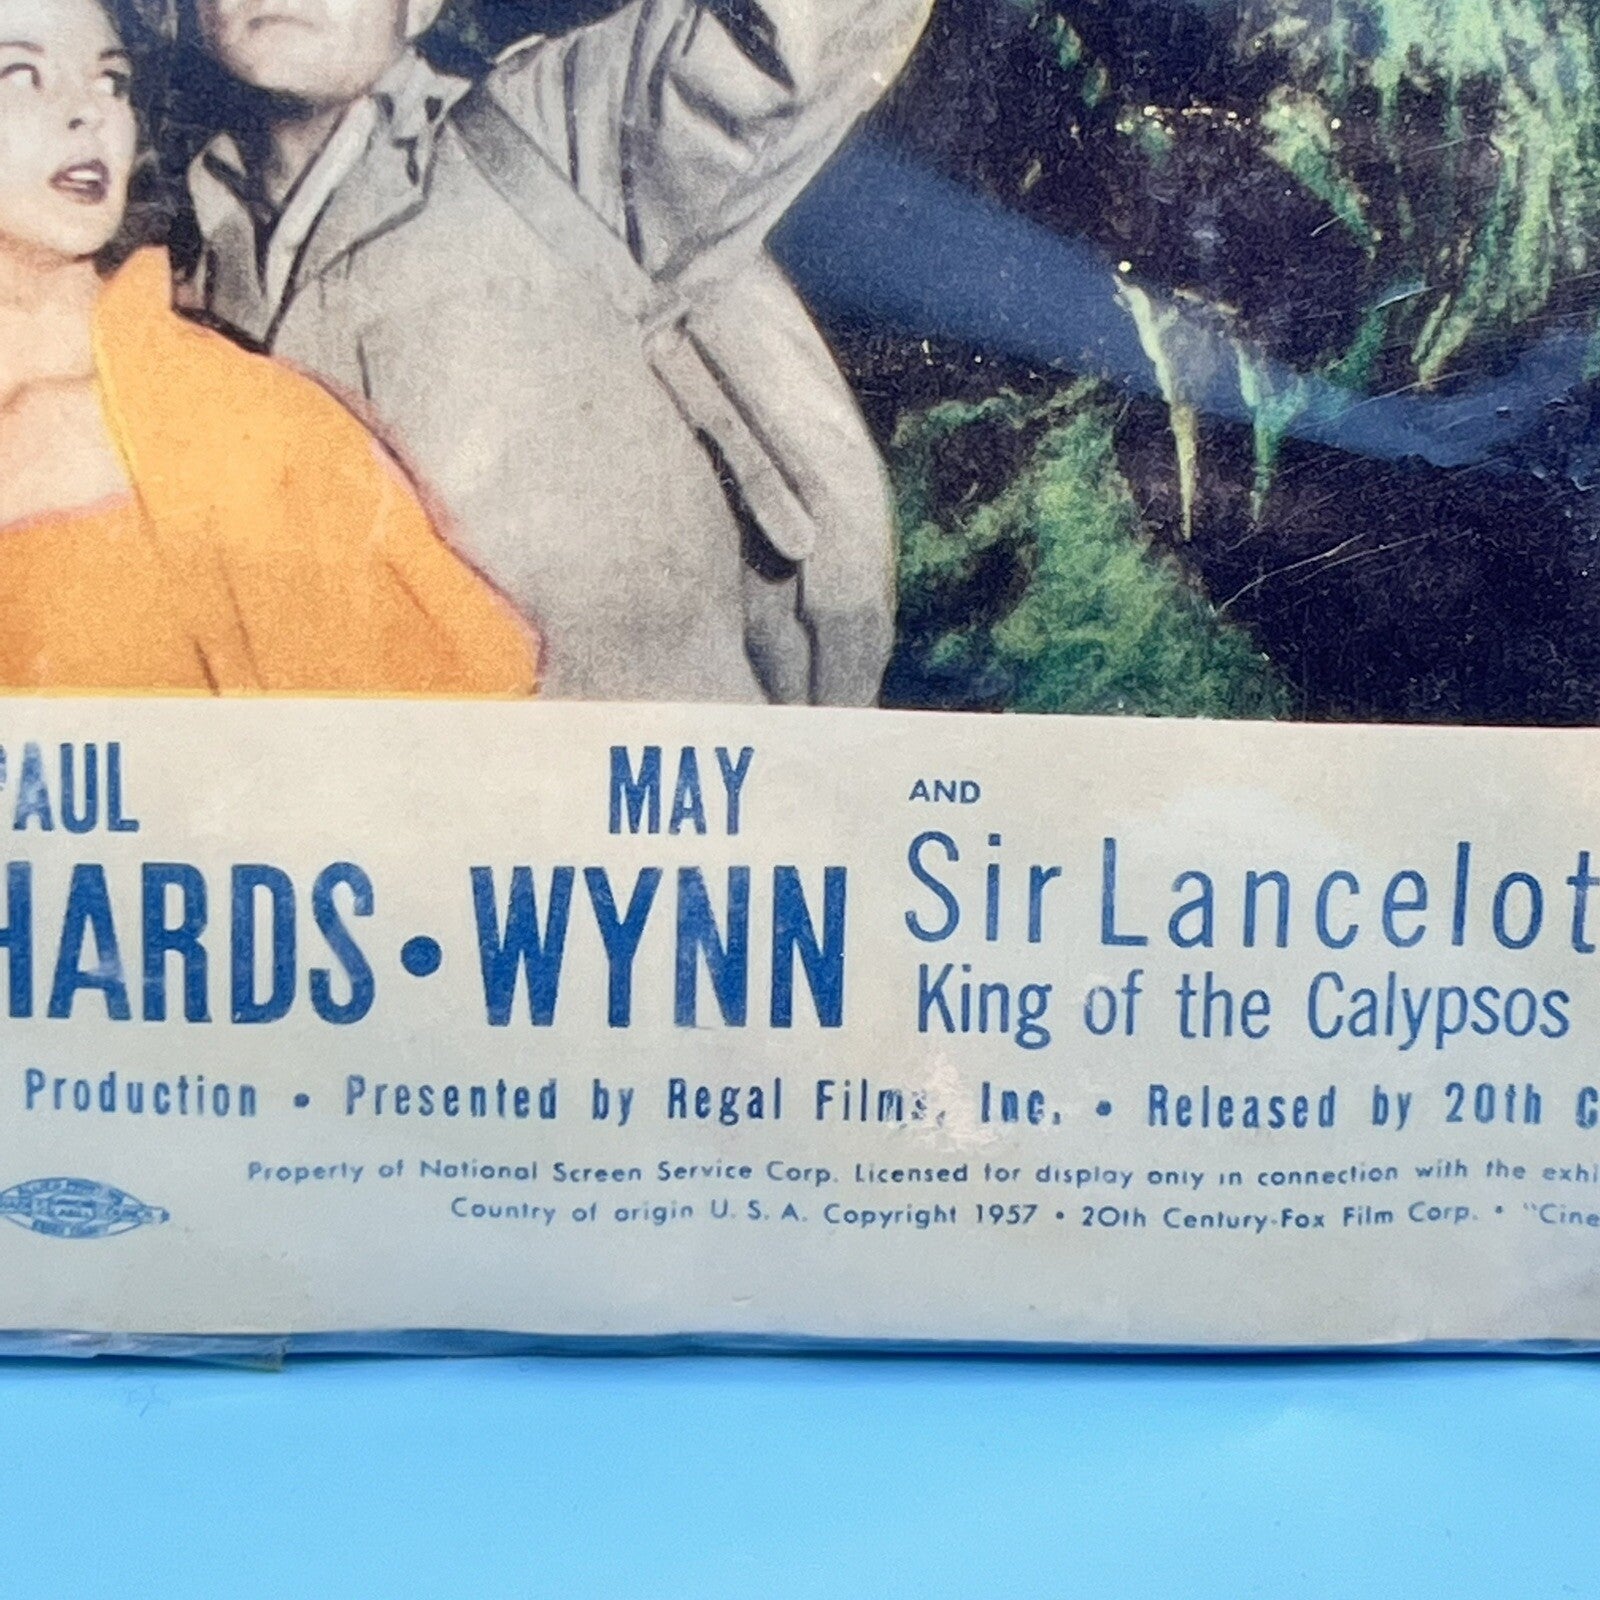 PAUL
MAY
AND
HARDS • WYNN
Sir Lancelot
King of the Calypsos
Production • Presented by Regal Films, Inc. • Released by 20th C
Property of National Screen Service Corp. Licensed for display only in connection with the exhi
Country of origin U. S. A. Copyright 1957 • 20th Century-Fox Film Corp. • "Cine